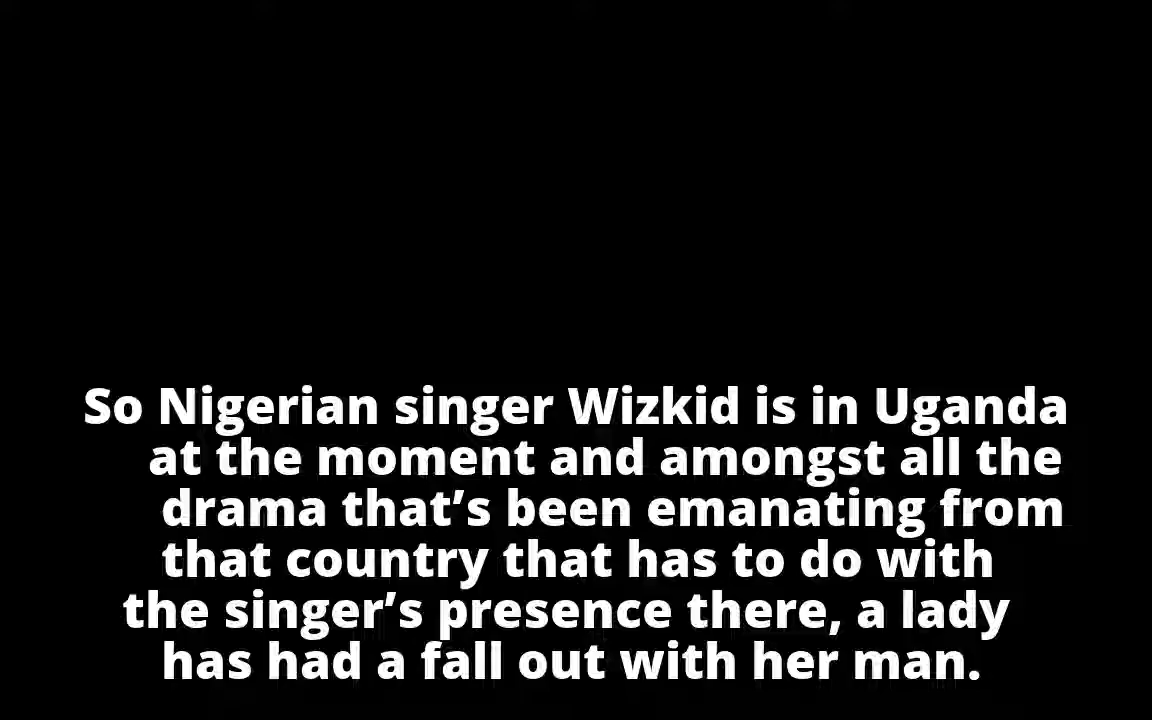 So Nigerian singer Wizkid is in Uganda
at the moment and amongst all the
drama that’s been emanating from
that country that has to do with
the singer’s presence there, a lady
has had a fall out with her man.